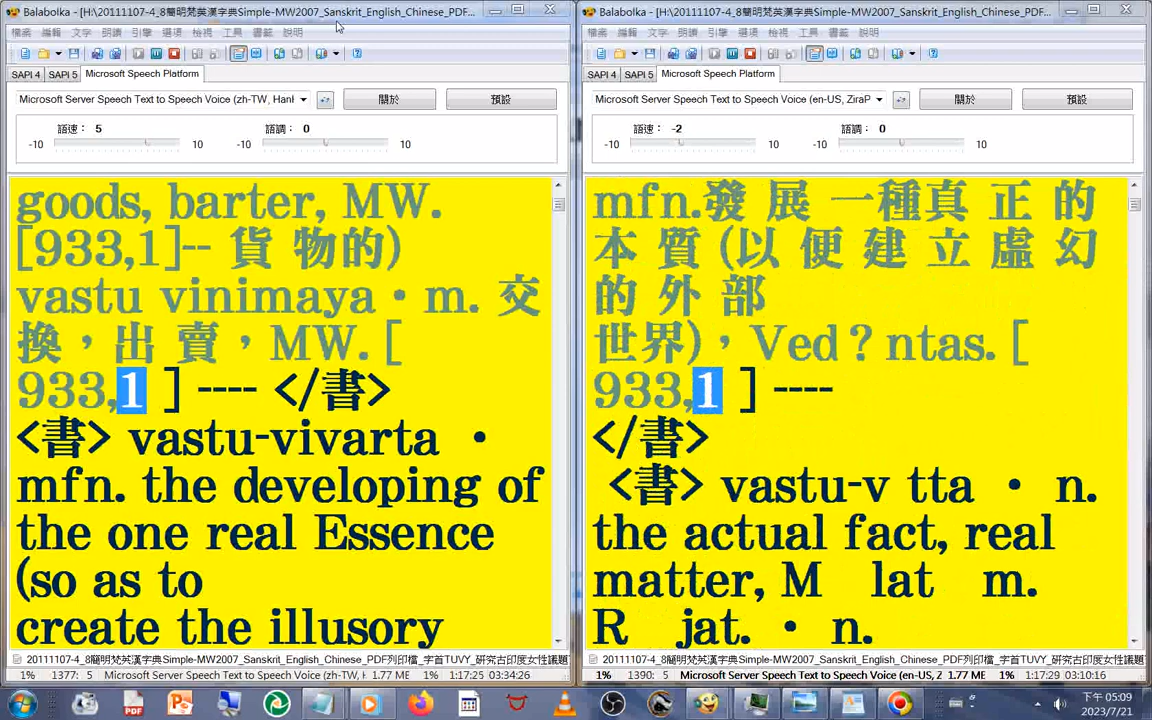 Balabolka - [H:\20111107-4_8簡明梵英漢字典Simple-MW2007_Sanskrit_English_Chinese_PDF...
檔案 編輯 文字 朗讀 引擎 選項 檢視 工具 書籤 說明
SAPI 4 SAPI 5 Microsoft Speech Platform
Microsoft Server Speech Text to Speech Voice (zh-TW, Hanl
關於 預設
語速： 5 語調： 0
-10 10 -10 10
goods, barter, MW.
[933,1]-- 貨 物的)
vastu vinimaya • m. 交
換，出 賣，MW. [
933,1 ] ---- </書>
<書> vastu-vivarta •
mfn. the developing of
the one real Essence
(so as to
create the illusory
20111107-4_8簡明梵英漢字典Simple-MW2007_Sanskrit_English_Chinese_PDF列印檔_字首TUVY_研究古印度女性議題
1% 1377: 5 Microsoft Server Speech Text to Speech Voice (zh-TW, H 1.77 ME 1% 1:17:25 03:34:26
Balabolka - [H:\20111107-4_8簡明梵英漢字典Simple-MW2007_Sanskrit_English_Chinese_PDF...
檔案 編輯 文字 朗讀 引擎 選項 檢視 工具 書籤 說明
SAPI 4 SAPI 5 Microsoft Speech Platform
Microsoft Server Speech Text to Speech Voice (en-US, ZiraP
關於 預設
語速： -2 語調： 0
-10 10 -10 10
mfn.發 展 一種真 正 的
本 質 (以 便 建 立 虛 幻
的 外 部
世界)，Ved？ntas. [
933,1 ] ----
</書>
<書> vastu-v tta • n.
the actual fact, real
matter, M lat m.
R jat. • n.
20111107-4_8簡明梵英漢字典Simple-MW2007_Sanskrit_English_Chinese_PDF列印檔_字首TUVY_研究古印度女性議題
1% 1390: 5 Microsoft Server Speech Text to Speech Voice (en-US, Z 1.77 ME 1% 1:17:29 03:10:16
下午 05:09
2023/7/21